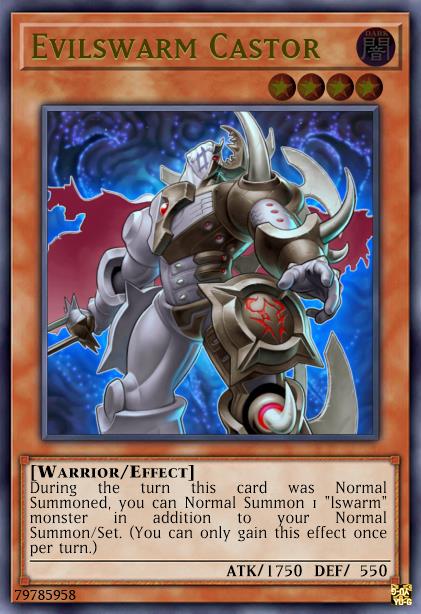 EVILSWARM CASTOR
DARK
闇
[WARRIOR/EFFECT]
During the turn this card was Normal
Summoned, you can Normal Summon 1 "lswarm"
monster in addition to your Normal
Summon/Set. (You can only gain this effect once
per turn.)
ATK/1750 DEF/ 550
79785958